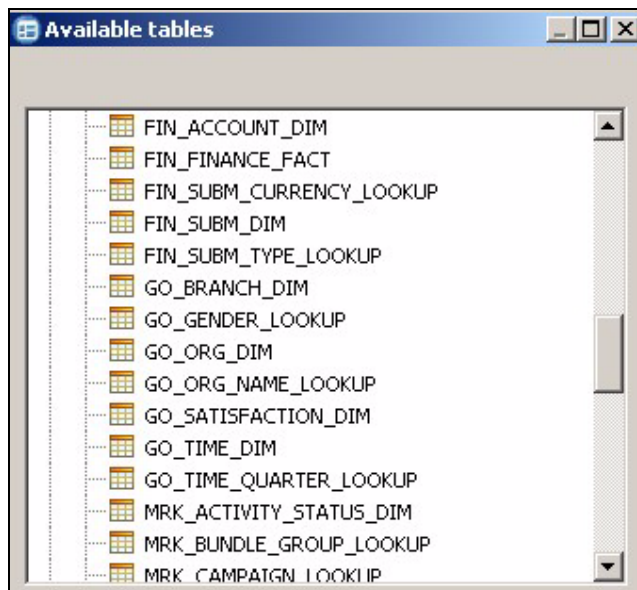 Available tables
FIN_ACCOUNT_DIM
FIN_FINANCE_FACT
FIN_SUBM_CURRENCY_LOOKUP
FIN_SUBM_DIM
FIN_SUBM_TYPE_LOOKUP
GO_BRANCH_DIM
GO_GENDER_LOOKUP
GO_ORG_DIM
GO_ORG_NAME_LOOKUP
GO_SATISFACTION_DIM
GO_TIME_DIM
GO_TIME_QUARTER_LOOKUP
MRK_ACTIVITY_STATUS_DIM
MRK_BUNDLE_GROUP_LOOKUP
MRK_CAMPAIGN_LOOKUP